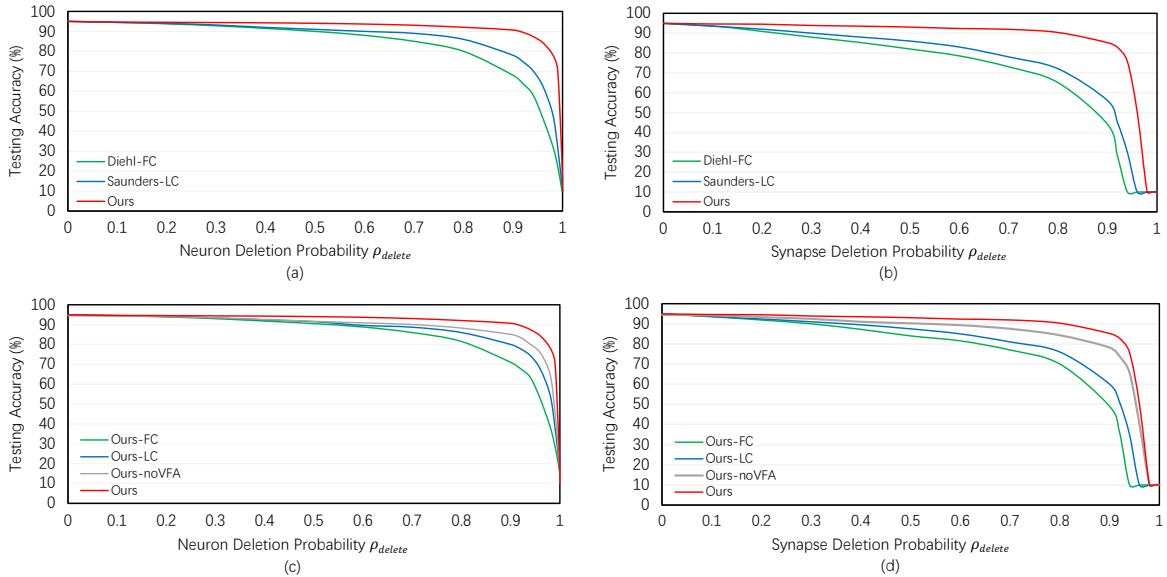 100
90
80
70
60
50
40
30
20
10
0
Testing Accuracy (%)
Diehl-FC
Saunders-LC
Ours
0 0.1 0.2 0.3 0.4 0.5 0.6 0.7 0.8 0.9 1
Neuron Deletion Probability ρ_delete
(a)
100
90
80
70
60
50
40
30
20
10
0
Testing Accuracy (%)
Diehl-FC
Saunders-LC
Ours
0 0.1 0.2 0.3 0.4 0.5 0.6 0.7 0.8 0.9 1
Synapse Deletion Probability ρ_delete
(b)
100
90
80
70
60
50
40
30
20
10
0
Testing Accuracy (%)
Ours-FC
Ours-LC
Ours-noVFA
Ours
0 0.1 0.2 0.3 0.4 0.5 0.6 0.7 0.8 0.9 1
Neuron Deletion Probability ρ_delete
(c)
100
90
80
70
60
50
40
30
20
10
0
Testing Accuracy (%)
Ours-FC
Ours-LC
Ours-noVFA
Ours
0 0.1 0.2 0.3 0.4 0.5 0.6 0.7 0.8 0.9 1
Synapse Deletion Probability ρ_delete
(d)